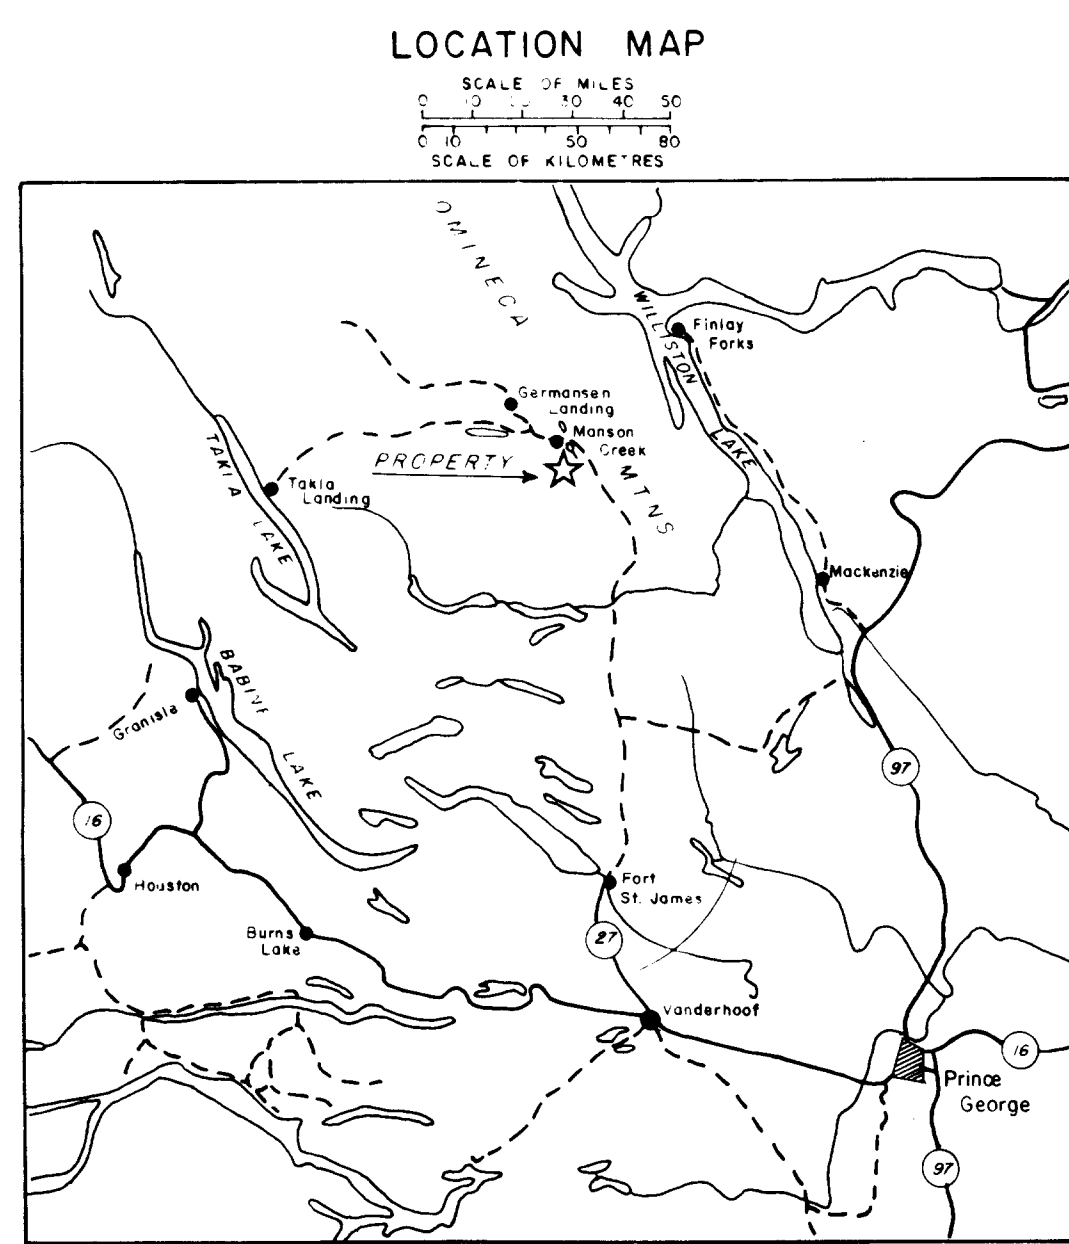 LOCATION MAP
SCALE OF MILES
0 10 30 40 50
0 10 50 80
SCALE OF KILOMETRES
OMINECA
WILLISTON
LAKE
Finlay
Forks
Germansen
Landing
Manson
Creek
PROPERTY
MTNS
TAKLA
LAKE
Takla
Landing
Mackenzie
BABINE
LAKE
Granisle
97
16
Houston
Fort
St. James
Burns
Lake
27
Vanderhoof
16
Prince
George
97